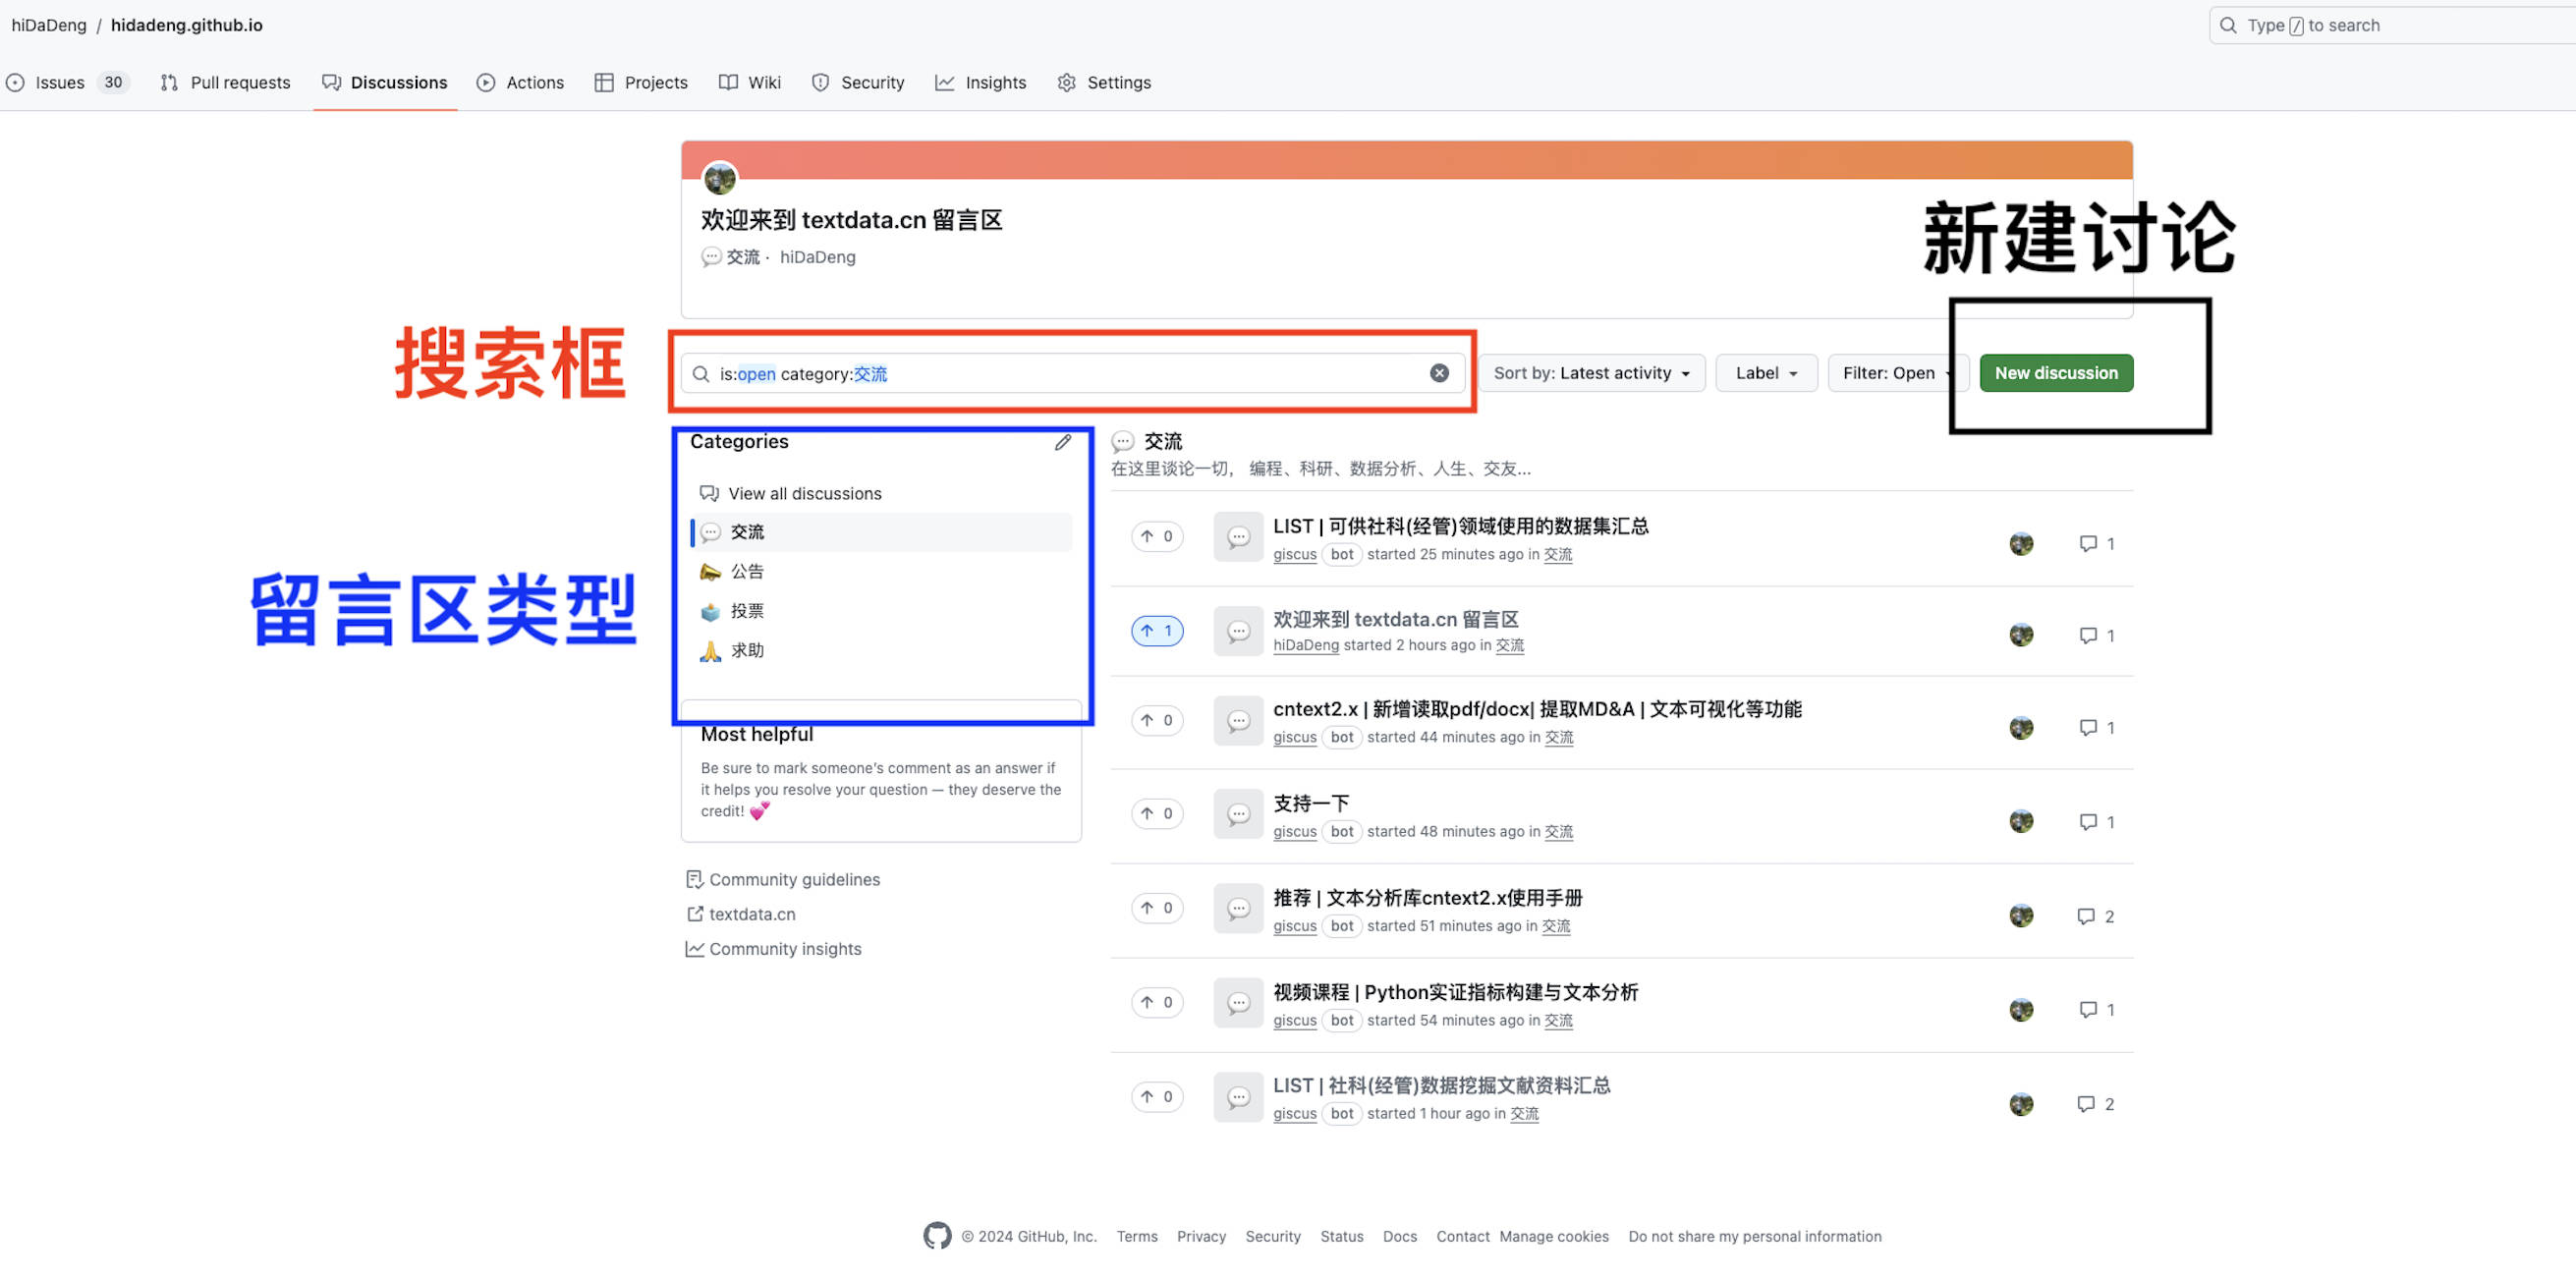 hiDaDeng / hidadeng.github.io
Type / to search
Issues 30 Pull requests Discussions Actions Projects Wiki Security Insights Settings
欢迎来到 textdata.cn 留言区
交流 · hiDaDeng
新建讨论
搜索框
is:open category:交流
Sort by: Latest activity
Label
Filter: Open
New discussion
留言区类型
Categories
View all discussions
交流
公告
投票
求助
Most helpful
Be sure to mark someone's comment as an answer if
it helps you resolve your question — they deserve the
credit! 💕
Community guidelines
textdata.cn
Community insights
交流
在这里谈论一切， 编程、科研、数据分析、人生、交友...
0
LIST | 可供社科(经管)领域使用的数据集汇总
1
giscus bot started 25 minutes ago in 交流
1
欢迎来到 textdata.cn 留言区
1
hiDaDeng started 2 hours ago in 交流
0
cntext2.x | 新增读取pdf/docx| 提取MD&A | 文本可视化等功能
1
giscus bot started 44 minutes ago in 交流
0
支持一下
1
giscus bot started 48 minutes ago in 交流
0
推荐 | 文本分析库cntext2.x使用手册
2
giscus bot started 51 minutes ago in 交流
0
视频课程 | Python实证指标构建与文本分析
1
giscus bot started 54 minutes ago in 交流
0
LIST | 社科(经管)数据挖掘文献资料汇总
2
giscus bot started 1 hour ago in 交流
© 2024 GitHub, Inc. Terms Privacy Security Status Docs Contact Manage cookies Do not share my personal information